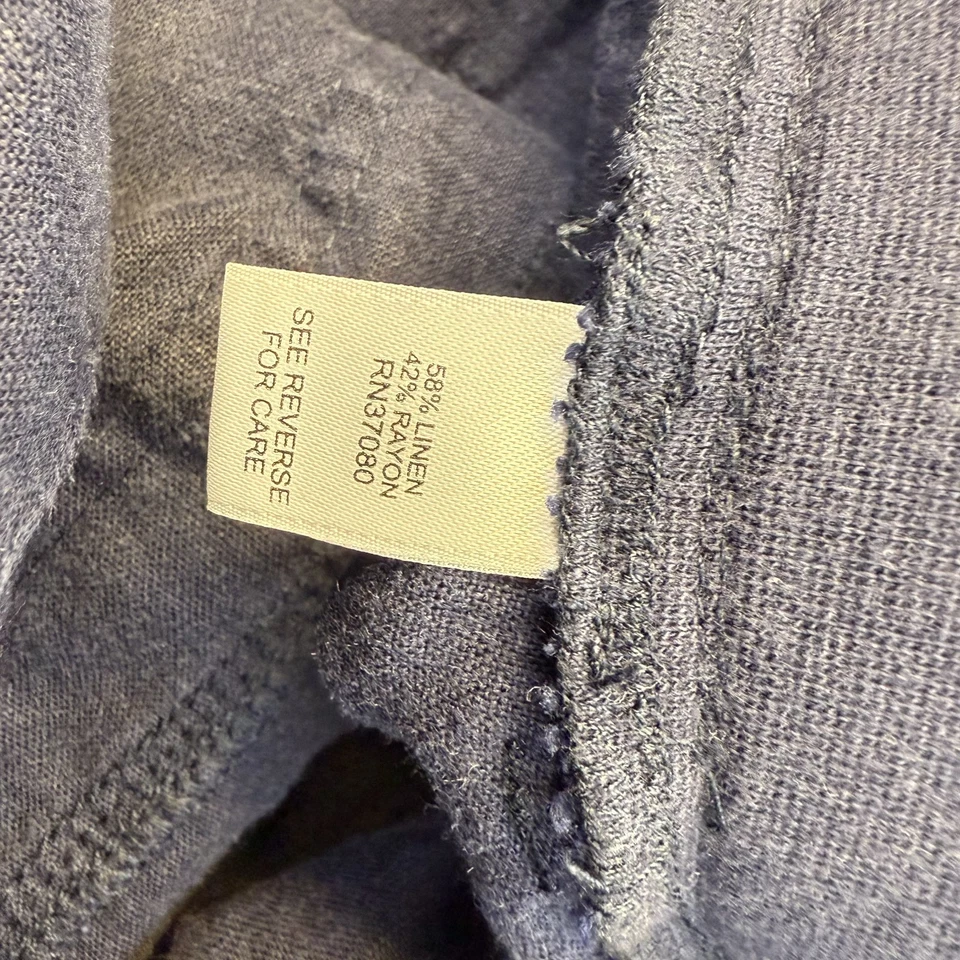 58% LINEN
42% RAYON
RN37080
SEE REVERSE
FOR CARE